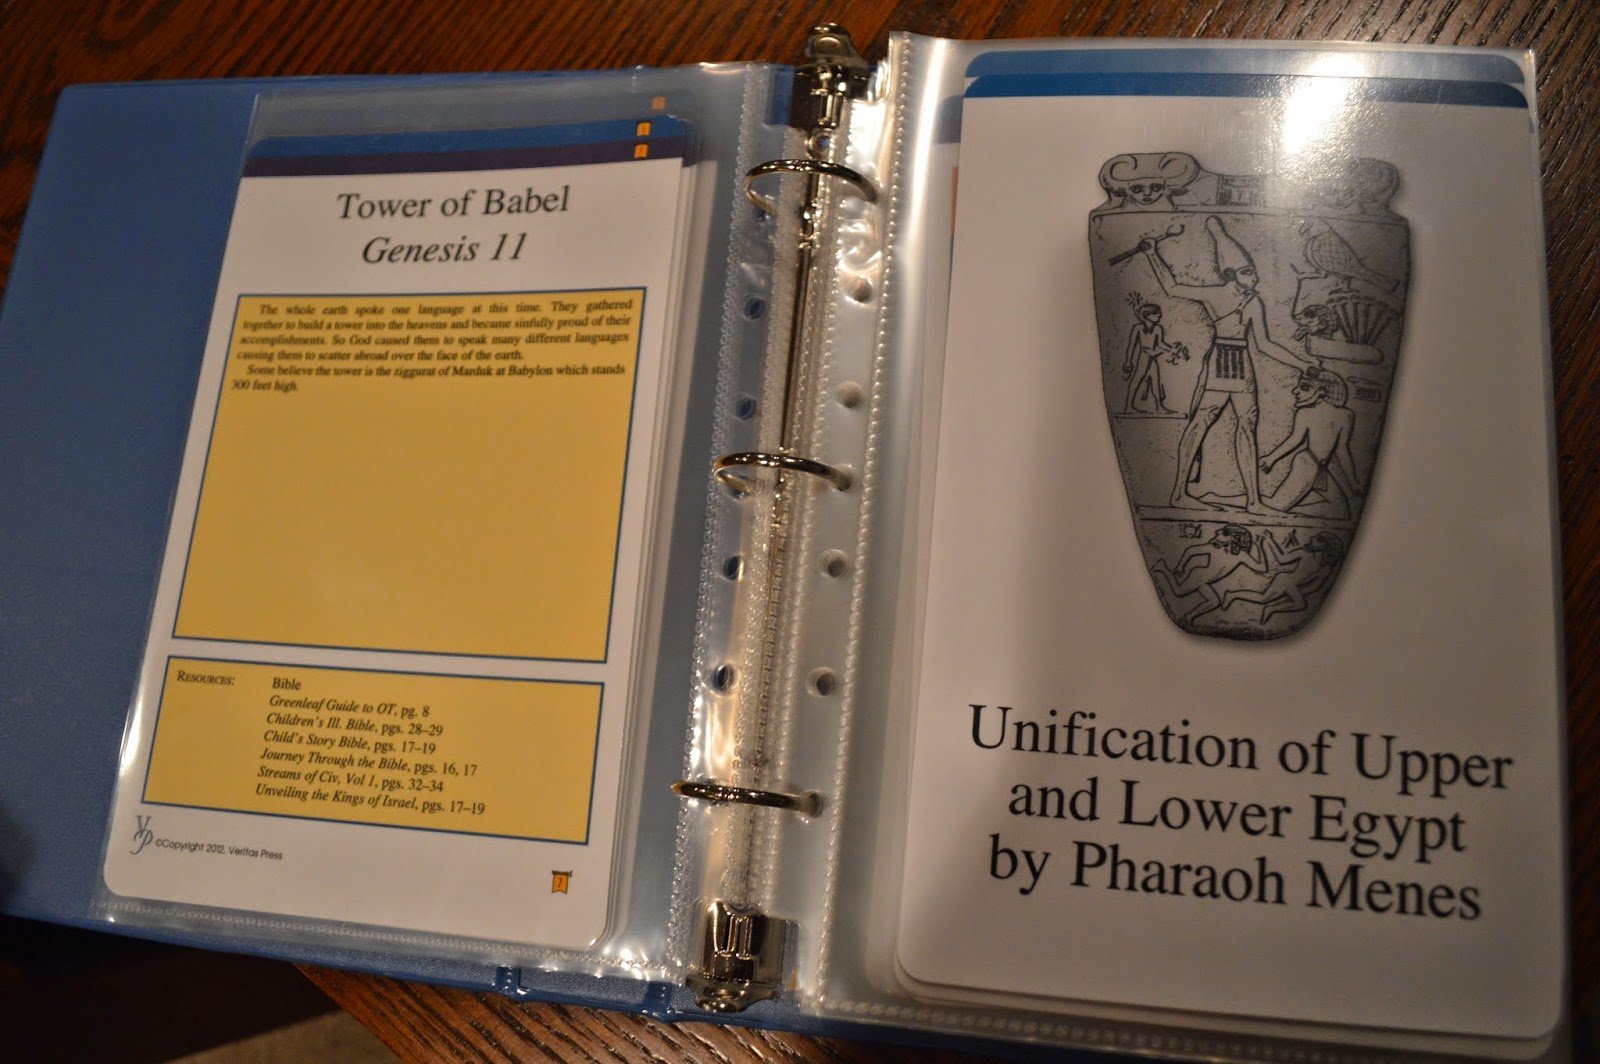 Tower of Babel
Genesis 11
The whole earth spoke one language at this time. They gathered
together to build a tower into the heavens and became sinfully proud of their
accomplishments. So God caused them to speak many different languages
causing them to scatter abroad over the face of the earth.
Some believe the tower is the ziggurat of Marduk at Babylon which stands
300 feet high.
RESOURCES: Bible
Greenleaf Guide to OT, pg. 8
Children's Ill. Bible, pgs. 28–29
Child's Story Bible, pgs. 17–19
Journey Through the Bible, pgs. 16, 17
Streams of Civ, Vol 1, pgs. 32–34
Unveiling the Kings of Israel, pgs. 17–19
VP ©Copyright 2012, Veritas Press
7
Unification of Upper
and Lower Egypt
by Pharaoh Menes